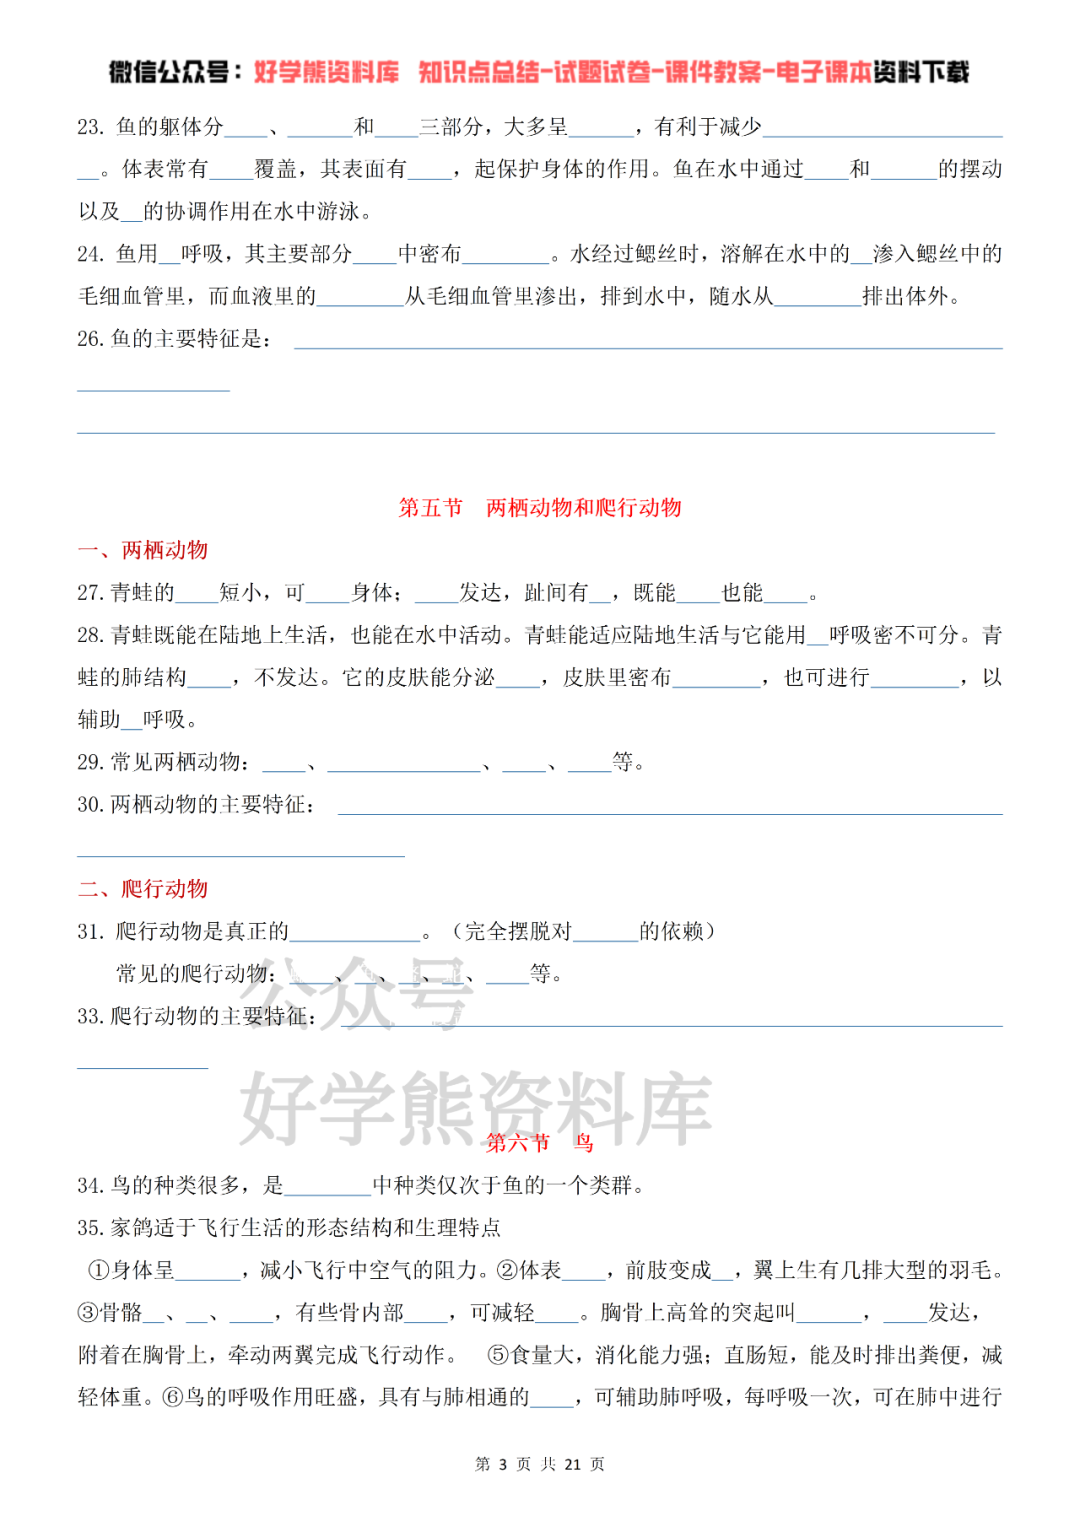 微信公众号：好学熊资料库 知识点总结-试题试卷-课件教案-电子课本资料下载
23. 鱼的躯体分____、______和____三部分，大多呈______，有利于减少______________________
__。体表常有____覆盖，其表面有____，起保护身体的作用。鱼在水中通过____和______的摆动
以及__的协调作用在水中游泳。
24. 鱼用__呼吸，其主要部分____中密布________。水经过鳃丝时，溶解在水中的__渗入鳃丝中的
毛细血管里，而血液里的________从毛细血管里渗出，排到水中，随水从________排出体外。
26.鱼的主要特征是：
第五节 两栖动物和爬行动物
一、两栖动物
27.青蛙的____短小，可____身体；____发达，趾间有__，既能____也能____。
28.青蛙既能在陆地上生活，也能在水中活动。青蛙能适应陆地生活与它能用__呼吸密不可分。青
蛙的肺结构____，不发达。它的皮肤能分泌____，皮肤里密布________，也可进行________，以
辅助__呼吸。
29.常见两栖动物：____、______________、____、____等。
30.两栖动物的主要特征：
二、爬行动物
31. 爬行动物是真正的____________。（完全摆脱对______的依赖）
常见的爬行动物：____、__、__、__、____等。
33.爬行动物的主要特征：
公众号
好学熊资料库
第六节 鸟
34.鸟的种类很多，是________中种类仅次于鱼的一个类群。
35.家鸽适于飞行生活的形态结构和生理特点
①身体呈______，减小飞行中空气的阻力。②体表____，前肢变成__，翼上生有几排大型的羽毛。
③骨骼__、__、____，有些骨内部____，可减轻____。胸骨上高耸的突起叫______，____发达，
附着在胸骨上，牵动两翼完成飞行动作。 ⑤食量大，消化能力强；直肠短，能及时排出粪便，减
轻体重。⑥鸟的呼吸作用旺盛，具有与肺相通的____，可辅助肺呼吸，每呼吸一次，可在肺中进行
第 3 页 共 21 页